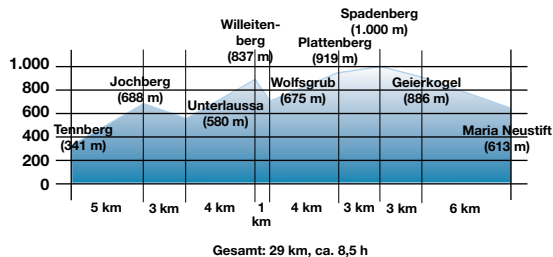 Spadenberg
(1.000 m)
Willeiten-
berg
(837 m)
Plattenberg
(919 m)
1.000
Jochberg
(688 m)
Wolfsgrub
(675 m)
Geierkogel
(886 m)
800
600
Unterlaussa
(580 m)
Tennberg
(341 m)
Maria Neustift
(613 m)
400
200
0
5 km
3 km
4 km
1
km
4 km
3 km
3 km
6 km
Gesamt: 29 km, ca. 8,5 h